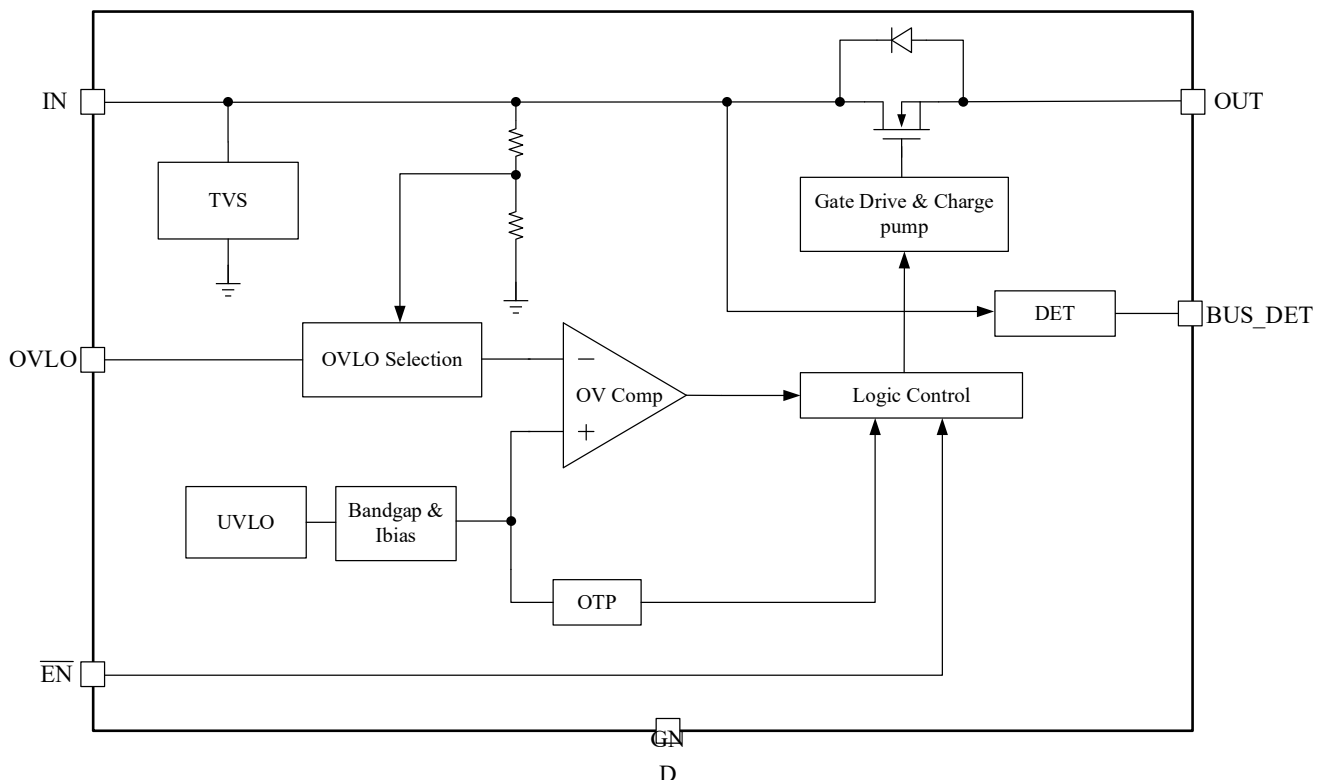 IN
OUT
TVS
Gate Drive & Charge
pump
DET
BUS_DET
OVLO
OVLO Selection
−
OV Comp
+
Logic Control
UVLO
Bandgap &
Ibias
OTP
EN
GN
D